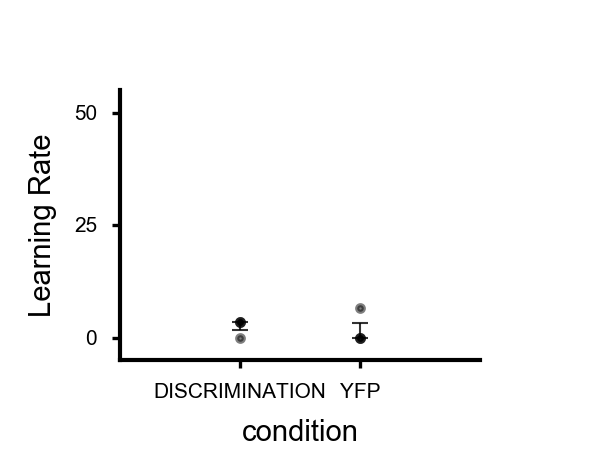 Learning Rate
50
25
0
DISCRIMINATION YFP
condition